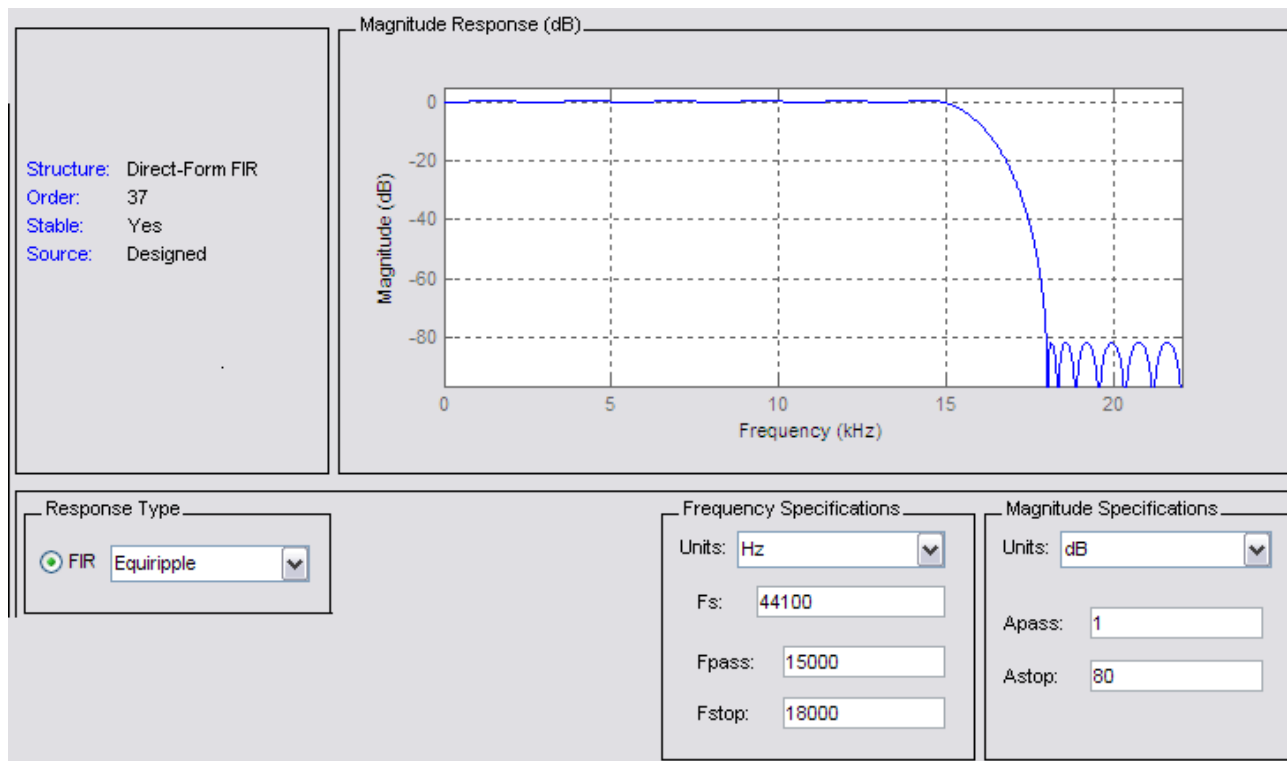 Magnitude Response (dB)
Structure: Direct-Form FIR
Order: 37
Stable: Yes
Source: Designed
Magnitude (dB)
0
-20
-40
-60
-80
0 5 10 15 20
Frequency (kHz)
Response Type
FIR Equiripple
Frequency Specifications
Units: Hz
Fs: 44100
Fpass: 15000
Fstop: 18000
Magnitude Specifications
Units: dB
Apass: 1
Astop: 80